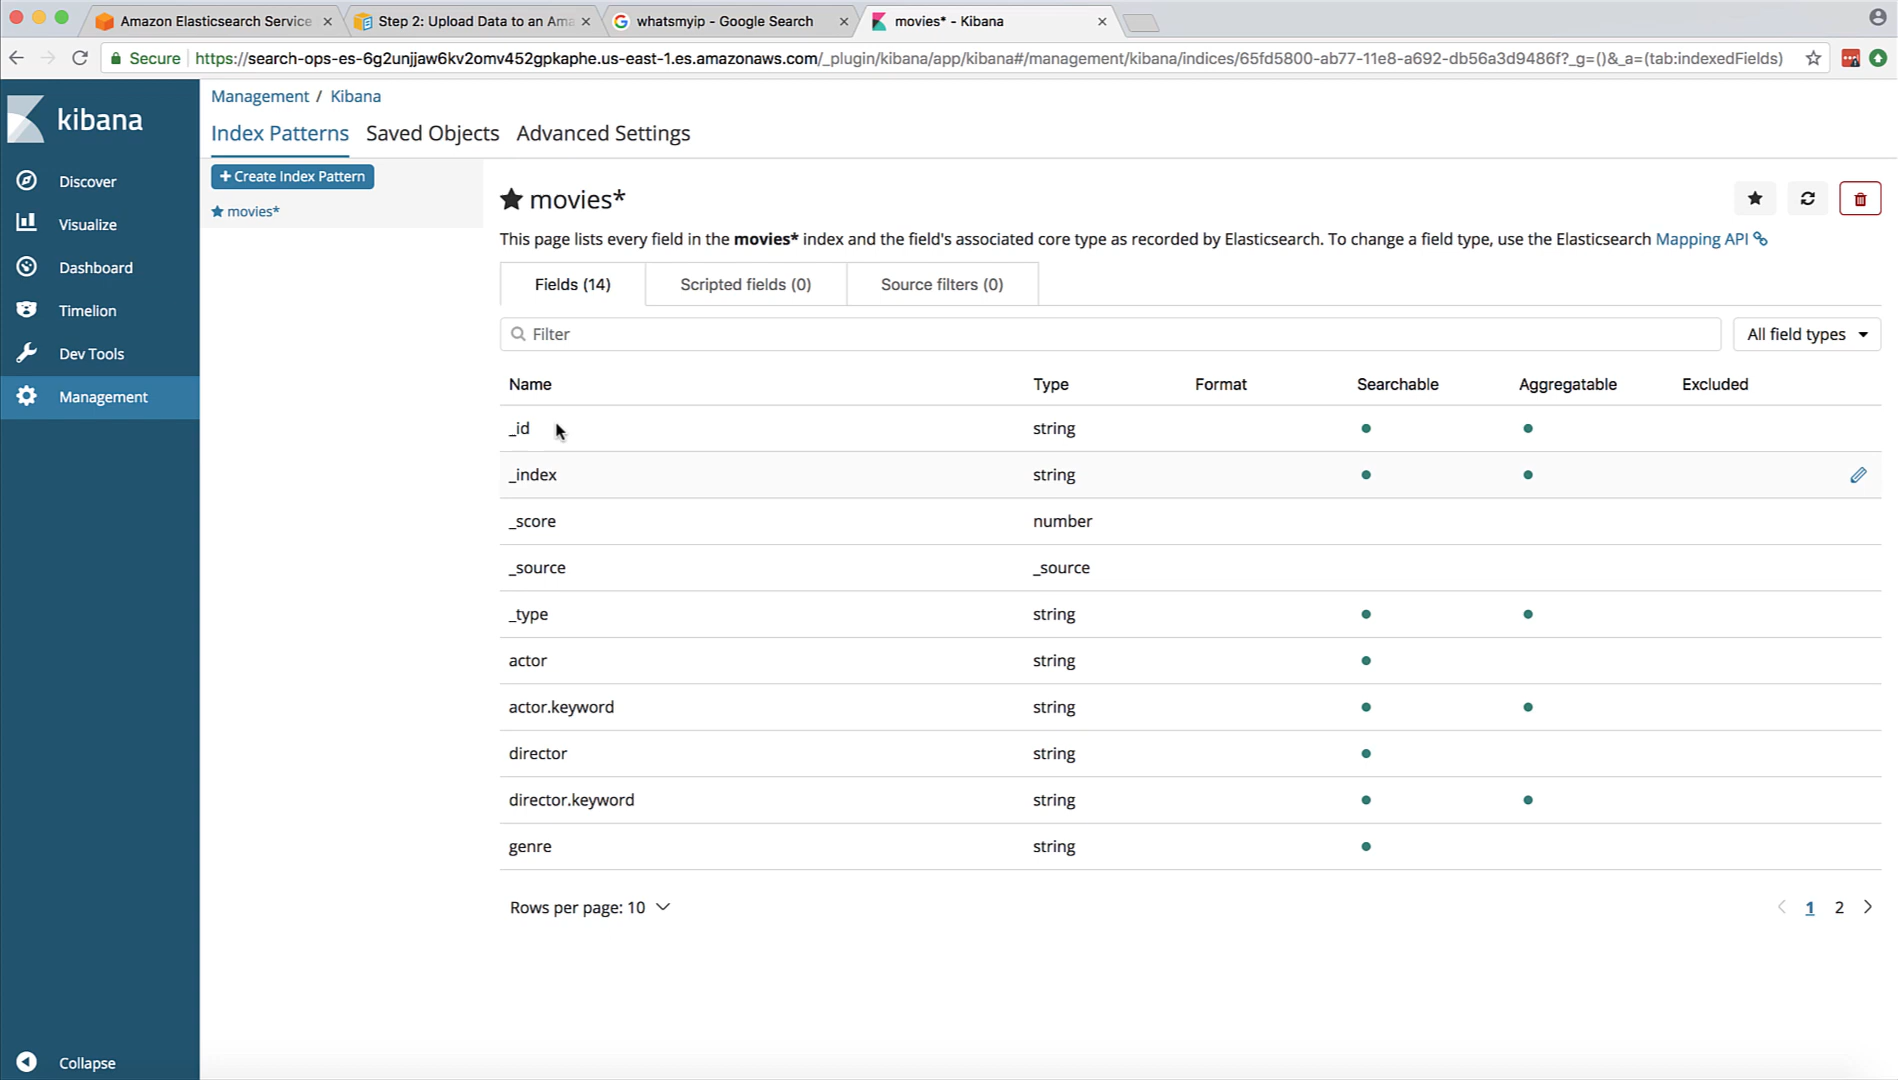 Amazon Elasticsearch Service
Step 2: Upload Data to an Ama
whatsmyip - Google Search
movies* - Kibana
Secure https://search-ops-es-6g2unjjaw6kv2omv452gpkaphe.us-east-1.es.amazonaws.com/_plugin/kibana/app/kibana#/management/kibana/indices/65fd5800-ab77-11e8-a692-db56a3d9486f?_g=()&_a=(tab:indexedFields)
kibana
Discover
Visualize
Dashboard
Timelion
Dev Tools
Management
Collapse
Management / Kibana
Index Patterns Saved Objects Advanced Settings
+ Create Index Pattern
movies*
movies*
This page lists every field in the movies* index and the field's associated core type as recorded by Elasticsearch. To change a field type, use the Elasticsearch Mapping API
Fields (14) Scripted fields (0) Source filters (0)
Filter
All field types
Name Type Format Searchable Aggregatable Excluded
_id string
_index string
_score number
_source _source
_type string
actor string
actor.keyword string
director string
director.keyword string
genre string
Rows per page: 10
1 2